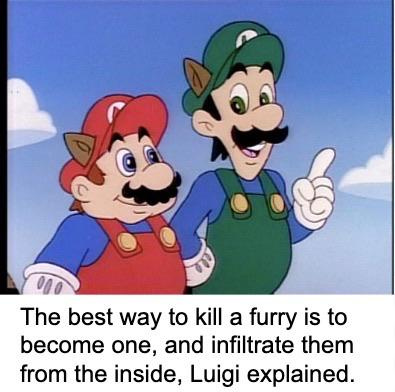 The best way to kill a furry is to
become one, and infiltrate them
from the inside, Luigi explained.